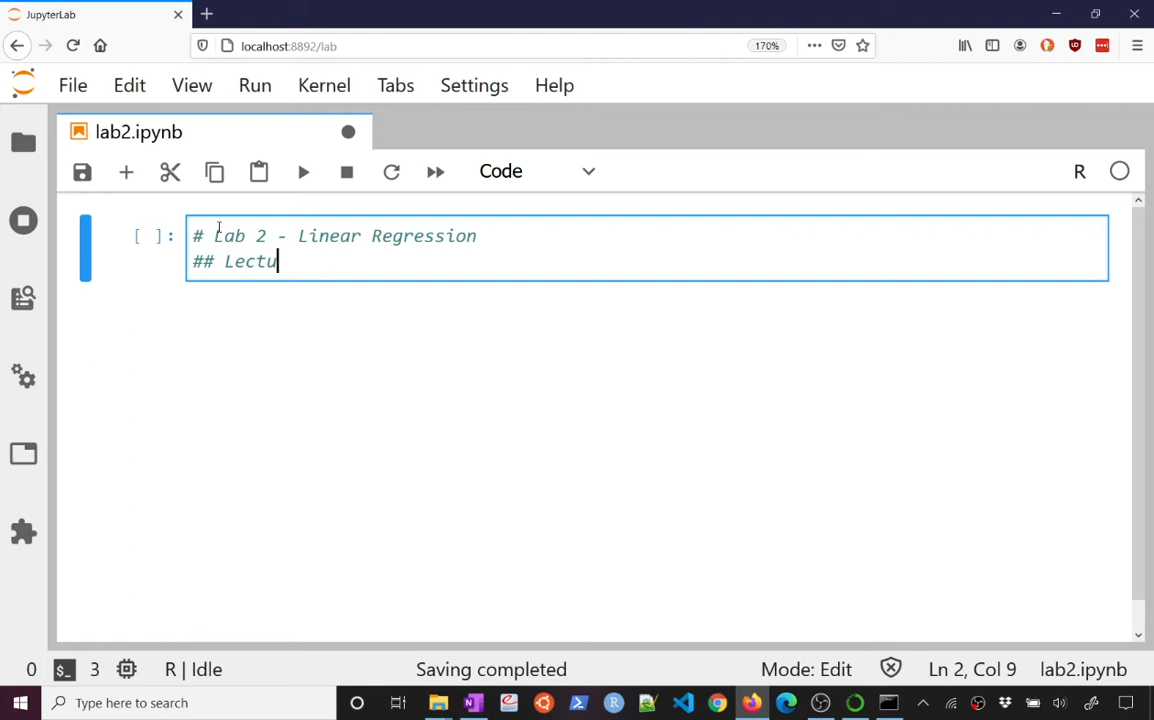 JupyterLab
localhost:8892/lab
170%
File Edit View Run Kernel Tabs Settings Help
lab2.ipynb
Code
R
[ ]: # Lab 2 - Linear Regression
## Lectu
0 $_ 3 R | Idle Saving completed Mode: Edit Ln 2, Col 9 lab2.ipynb
Type here to search